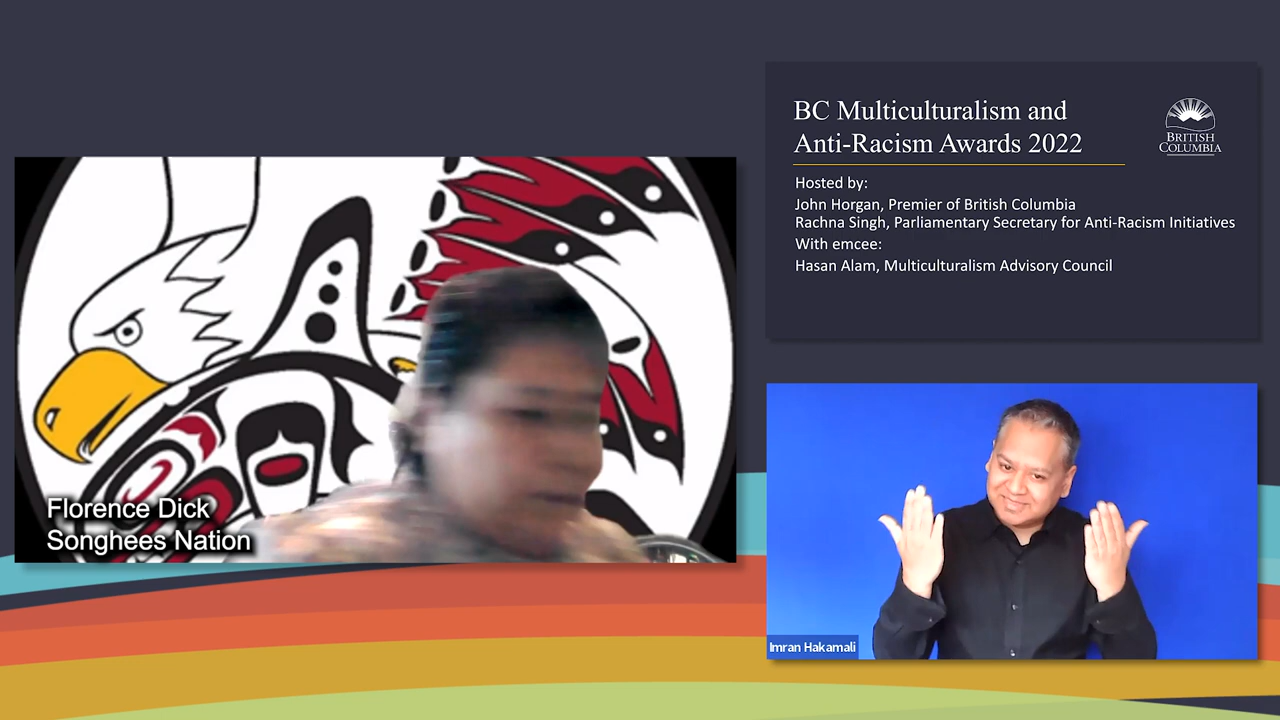 BC Multiculturalism and
Anti-Racism Awards 2022
BRITISH
COLUMBIA
Hosted by:
John Horgan, Premier of British Columbia
Rachna Singh, Parliamentary Secretary for Anti-Racism Initiatives
With emcee:
Hasan Alam, Multiculturalism Advisory Council
Florence Dick
Songhees Nation
Imran Hakamali